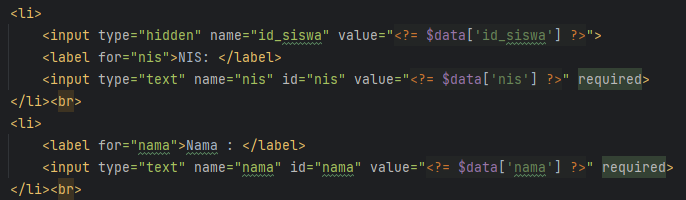 <li>
<input type="hidden" name="id_siswa" value="<?= $data['id_siswa'] ?>">
<label for="nis">NIS: </label>
<input type="text" name="nis" id="nis" value="<?= $data['nis'] ?>" required>
</li><br>
<li>
<label for="nama">Nama : </label>
<input type="text" name="nama" id="nama" value="<?= $data['nama'] ?>" required>
</li><br>